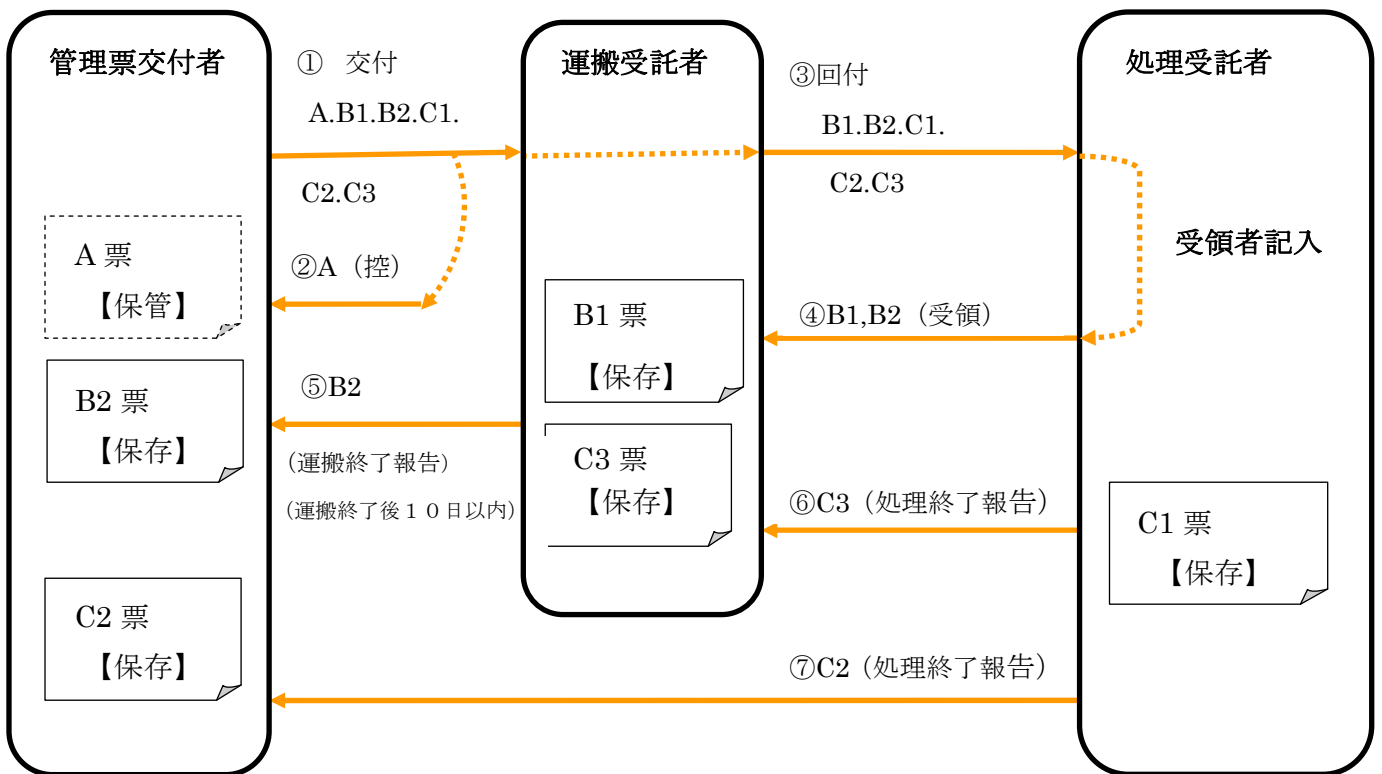 管理票交付者
① 交付
A.B1.B2.C1.
C2.C3
②A（控）
A 票
【保管】
B2 票
【保存】
⑤B2
（運搬終了報告）
（運搬終了後１０日以内）
C2 票
【保存】
運搬受託者
B1 票
【保存】
C3 票
【保存】
③回付
B1.B2.C1.
C2.C3
④B1,B2（受領）
⑥C3（処理終了報告）
⑦C2（処理終了報告）
処理受託者
受領者記入
C1 票
【保存】